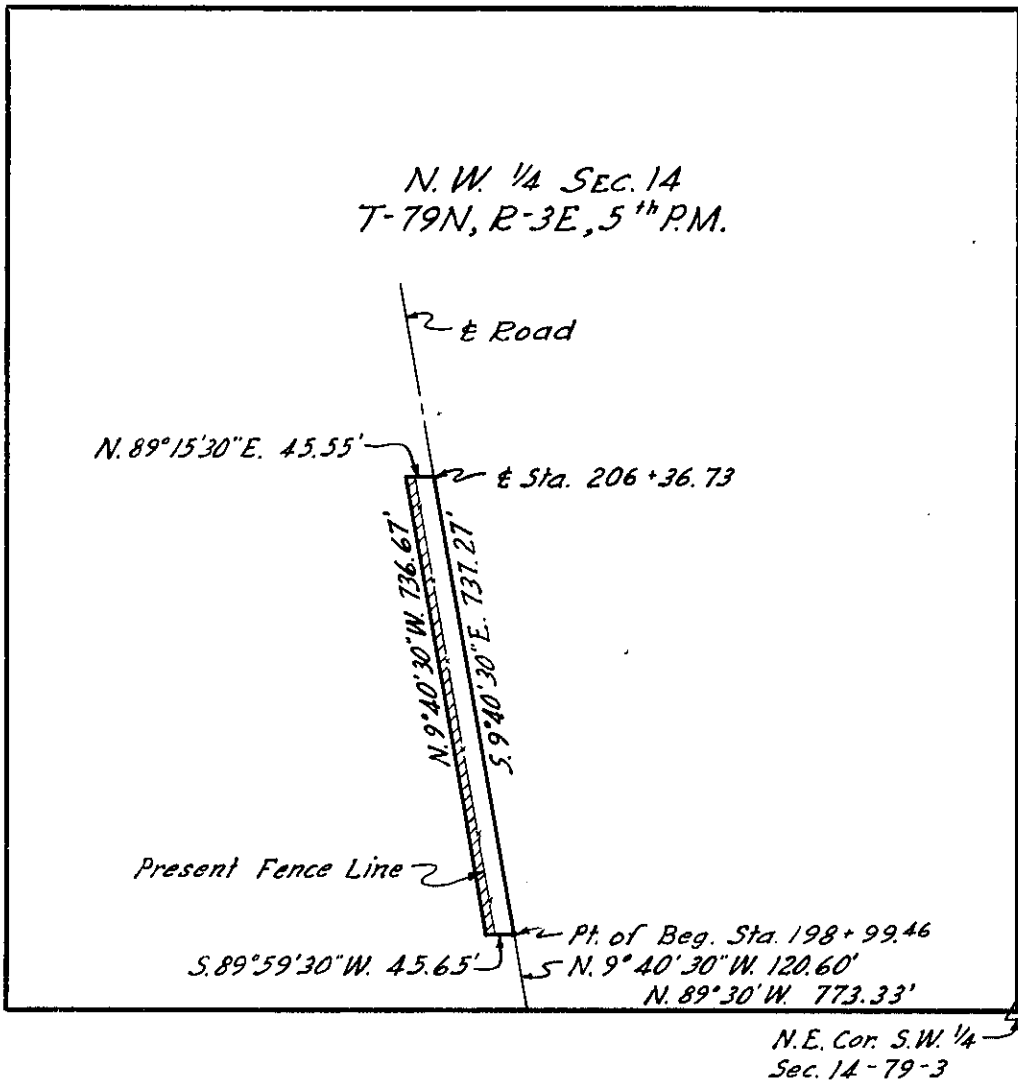 N. W. 1/4 SEC. 14
T-79N, R-3E, 5th P.M.
℄ Road
N. 89°15'30"E. 45.55'
℄ Sta. 206+36.73
N. 9°40'30"W. 736.67'
S. 9°40'30"E. 737.27'
Present Fence Line
Pt. of Beg. Sta. 198+99.46
S. 89°59'30"W. 45.65'
N. 9°40'30"W. 120.60'
N. 89°30'W. 773.33'
N.E. Cor. S.W. 1/4
Sec. 14-79-3